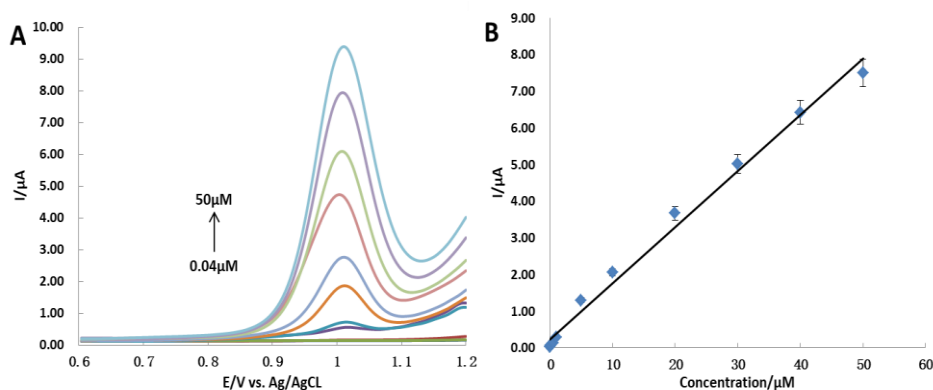 A
10.00
9.00
8.00
7.00
6.00
5.00
4.00
3.00
2.00
1.00
0.00
I/μA
50μM
0.04μM
0.6 0.7 0.8 0.9 1 1.1 1.2
E/V vs. Ag/AgCL
B
9.00
8.00
7.00
6.00
5.00
4.00
3.00
2.00
1.00
0.00
I/μA
0 10 20 30 40 50 60
Concentration/μM